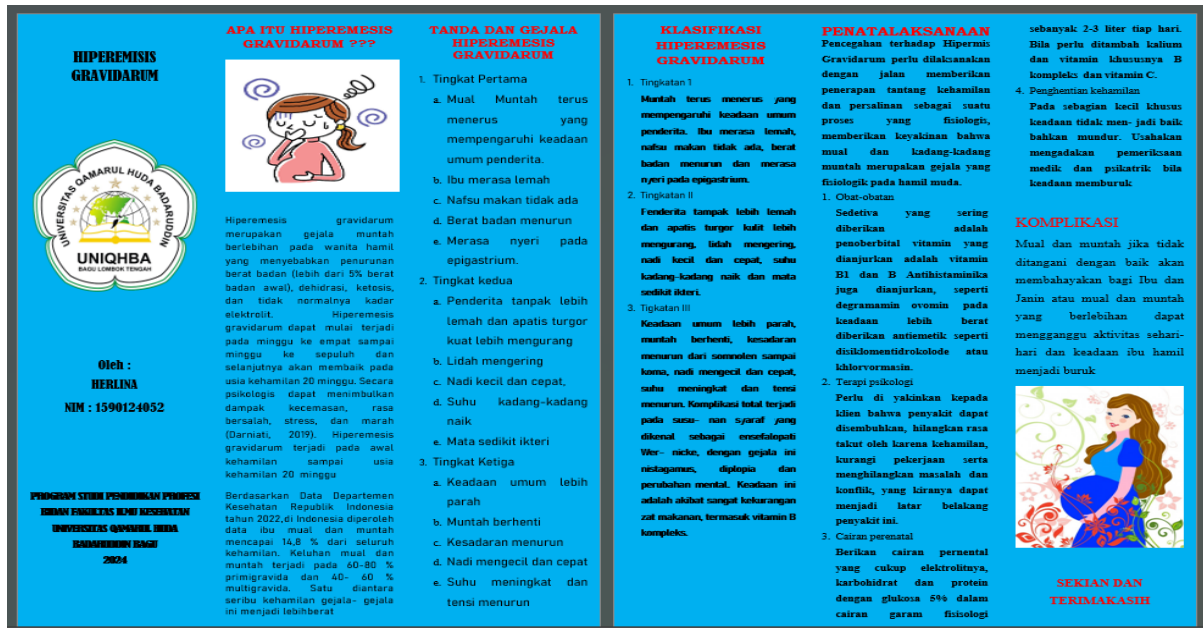 HIPEREMISIS
GRAVIDARUM
UNIVERSITAS QAMARUL HUDA BADARUDDIN
UNIQHBA
BAGU LOMBOK TENGAH
Oleh :
HERLINA
NIM : 1590124052
PROGRAM STUDI PENDIDIKAN PROFESI
BIDAN FAKULTAS ILMU KESEHATAN
UNIVERSITAS QAMARUL HUDA
BADARUDDIN BAGU
2024
APA ITU HIPEREMESIS
GRAVIDARUM ???
Hiperemesis gravidarum
merupakan gejala muntah
berlebihan pada wanita hamil
yang menyebabkan penurunan
berat badan (lebih dari 5% berat
badan awal), dehidrasi, ketosis,
dan tidak normalnya kadar
elektrolit. Hiperemesis
gravidarum dapat mulai terjadi
pada minggu ke empat sampai
minggu ke sepuluh dan
selanjutnya akan membaik pada
usia kehamilan 20 minggu. Secara
psikologis dapat menimbulkan
dampak kecemasan, rasa
bersalah, stress, dan marah
(Darniati, 2019). Hiperemesis
gravidarum terjadi pada awal
kehamilan sampai usia
kehamilan 20 minggu
Berdasarkan Data Departemen
Kesehatan Republik Indonesia
tahun 2022,di Indonesia diperoleh
data ibu mual dan muntah
mencapai 14,8 % dari seluruh
kehamilan. Keluhan mual dan
muntah terjadi pada 60-80 %
primigravida dan 40- 60 %
multigravida. Satu diantara
seribu kehamilan gejala- gejala
ini menjadi lebihberat
TANDA DAN GEJALA
HIPEREMESIS
GRAVIDARUM
1. Tingkat Pertama
a. Mual Muntah terus
menerus yang
mempengaruhi keadaan
umum penderita.
b. Ibu merasa lemah
c. Nafsu makan tidak ada
d. Berat badan menurun
e. Merasa nyeri pada
epigastrium.
2. Tingkat kedua
a. Penderita tanpak lebih
lemah dan apatis turgor
kuat lebih mengurang
b. Lidah mengering
c. Nadi kecil dan cepat,
d. Suhu kadang-kadang
naik
e. Mata sedikit ikteri
3. Tingkat Ketiga
a. Keadaan umum lebih
parah
b. Muntah berhenti
c. Kesadaran menurun
d. Nadi mengecil dan cepat
e. Suhu meningkat dan
tensi menurun
KLASIFIKASI
HIPEREMESIS
GRAVIDARUM
1. Tingkatan 1
Muntah terus menerus yang
mempengaruhi keadaan umum
penderita. Ibu merasa lemah,
nafsu makan tidak ada, berat
badan menurun dan merasa
nyeri pada epigastrium.
2. Tingkatan II
Fenderita tampak lebih lemah
dan apatis turgor kulit lebih
mengurang, lidah mengering,
nadi kecil dan cepat, suhu
kadang-kadang naik dan mata
sedikit ikteri.
3. Tigkatan III
Keadaan umum lebih parah,
muntah berhenti, kesadaran
menurun dari somnolen sampai
koma, nadi mengecil dan cepat,
suhu meningkat dan tensi
menurun. Komplikasi total terjadi
pada susu- nan syaraf yang
dikenal sebagai ensefalopati
Wer- nicke, dengan gejala ini
nistagamus, diplopia dan
perubahan mental. Keadaan ini
adalah akibat sangat kekurangan
zat makanan, termasuk vitamin B
kompleks.
PENATALAKSANAAN
Pencegahan terhadap Hipermis
Gravidarum perlu dilaksanakan
dengan jalan memberikan
penerapan tantang kehamilan
dan persalinan sebagai suatu
proses yang fisiologis,
memberikan keyakinan bahwa
mual dan kadang-kadang
muntah merupakan gejala yang
fisiologik pada hamil muda.
1. Obat-obatan
Sedetiva yang sering
diberikan adalah
penoberbital vitamin yang
dianjurkan adalah vitamin
B1 dan B Antihistaminika
juga dianjurkan, seperti
degramamin ovomin pada
keadaan lebih berat
diberikan antiemetik seperti
disiklomentidrokolode atau
khlorvormasin.
2. Terapi psikologi
Perlu di yakinkan kepada
klien bahwa penyakit dapat
disembuhkan, hilangkan rasa
takut oleh karena kehamilan,
kurangi pekerjaan serta
menghilangkan masalah dan
konflik, yang kiranya dapat
menjadi latar belakang
penyakit ini.
3. Cairan perenatal
Berikan cairan pernental
yang cukup elektrolitnya,
karbohidrat dan protein
dengan glukosa 5% dalam
cairan garam fisisologi
sebanyak 2-3 liter tiap hari.
Bila perlu ditambah kalium
dan vitamin khususnya B
kompleks dan vitamin C.
4. Penghentian kehamilan
Pada sebagian kecil khusus
keadaan tidak men- jadi baik
bahkan mundur. Usahakan
mengadakan pemeriksaan
medik dan psikatrik bila
keadaan memburuk
KOMPLIKASI
Mual dan muntah jika tidak
ditangani dengan baik akan
membahayakan bagi Ibu dan
Janin atau mual dan muntah
yang berlebihan dapat
mengganggu aktivitas sehari-
hari dan keadaan ibu hamil
menjadi buruk
SEKIAN DAN
TERIMAKASIH